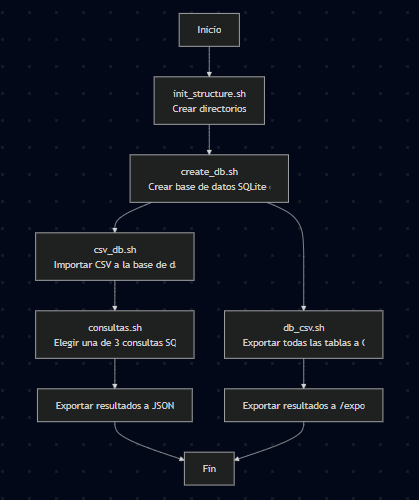 Inicio
init_structure.sh
Crear directorios
create_db.sh
Crear base de datos SQLite
csv_db.sh
Importar CSV a la base de d
consultas.sh
Elegir una de 3 consultas SQ
db_csv.sh
Exportar todas las tablas a C
Exportar resultados a JSON
Exportar resultados a /expo
Fin